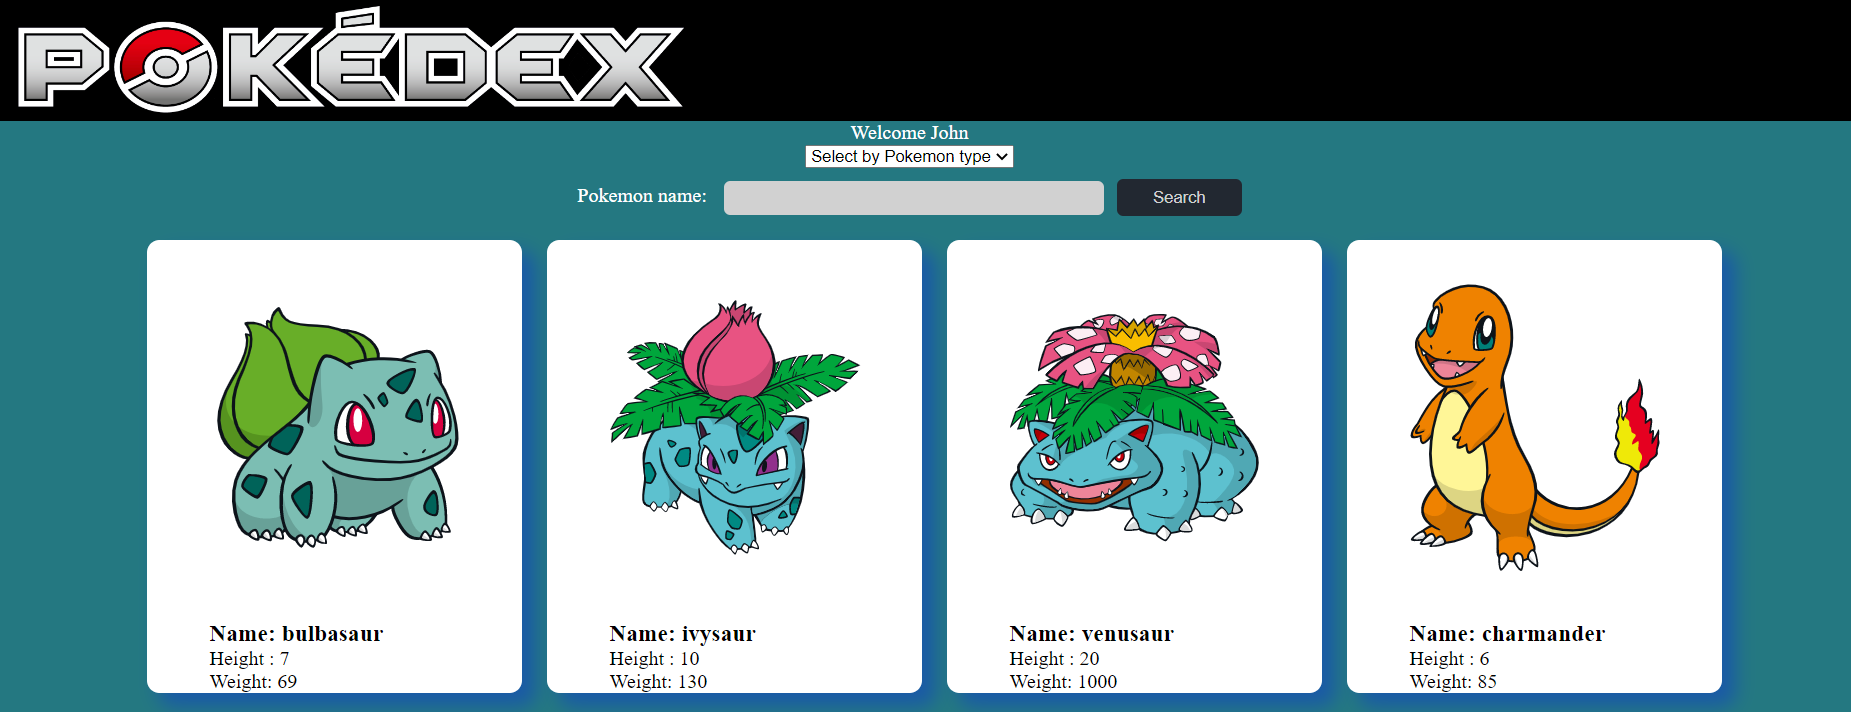 POKÉDEX
Welcome John
Select by Pokemon type
Pokemon name:
Search
Name: bulbasaur
Height : 7
Weight: 69
Name: ivysaur
Height : 10
Weight: 130
Name: venusaur
Height : 20
Weight: 1000
Name: charmander
Height : 6
Weight: 85